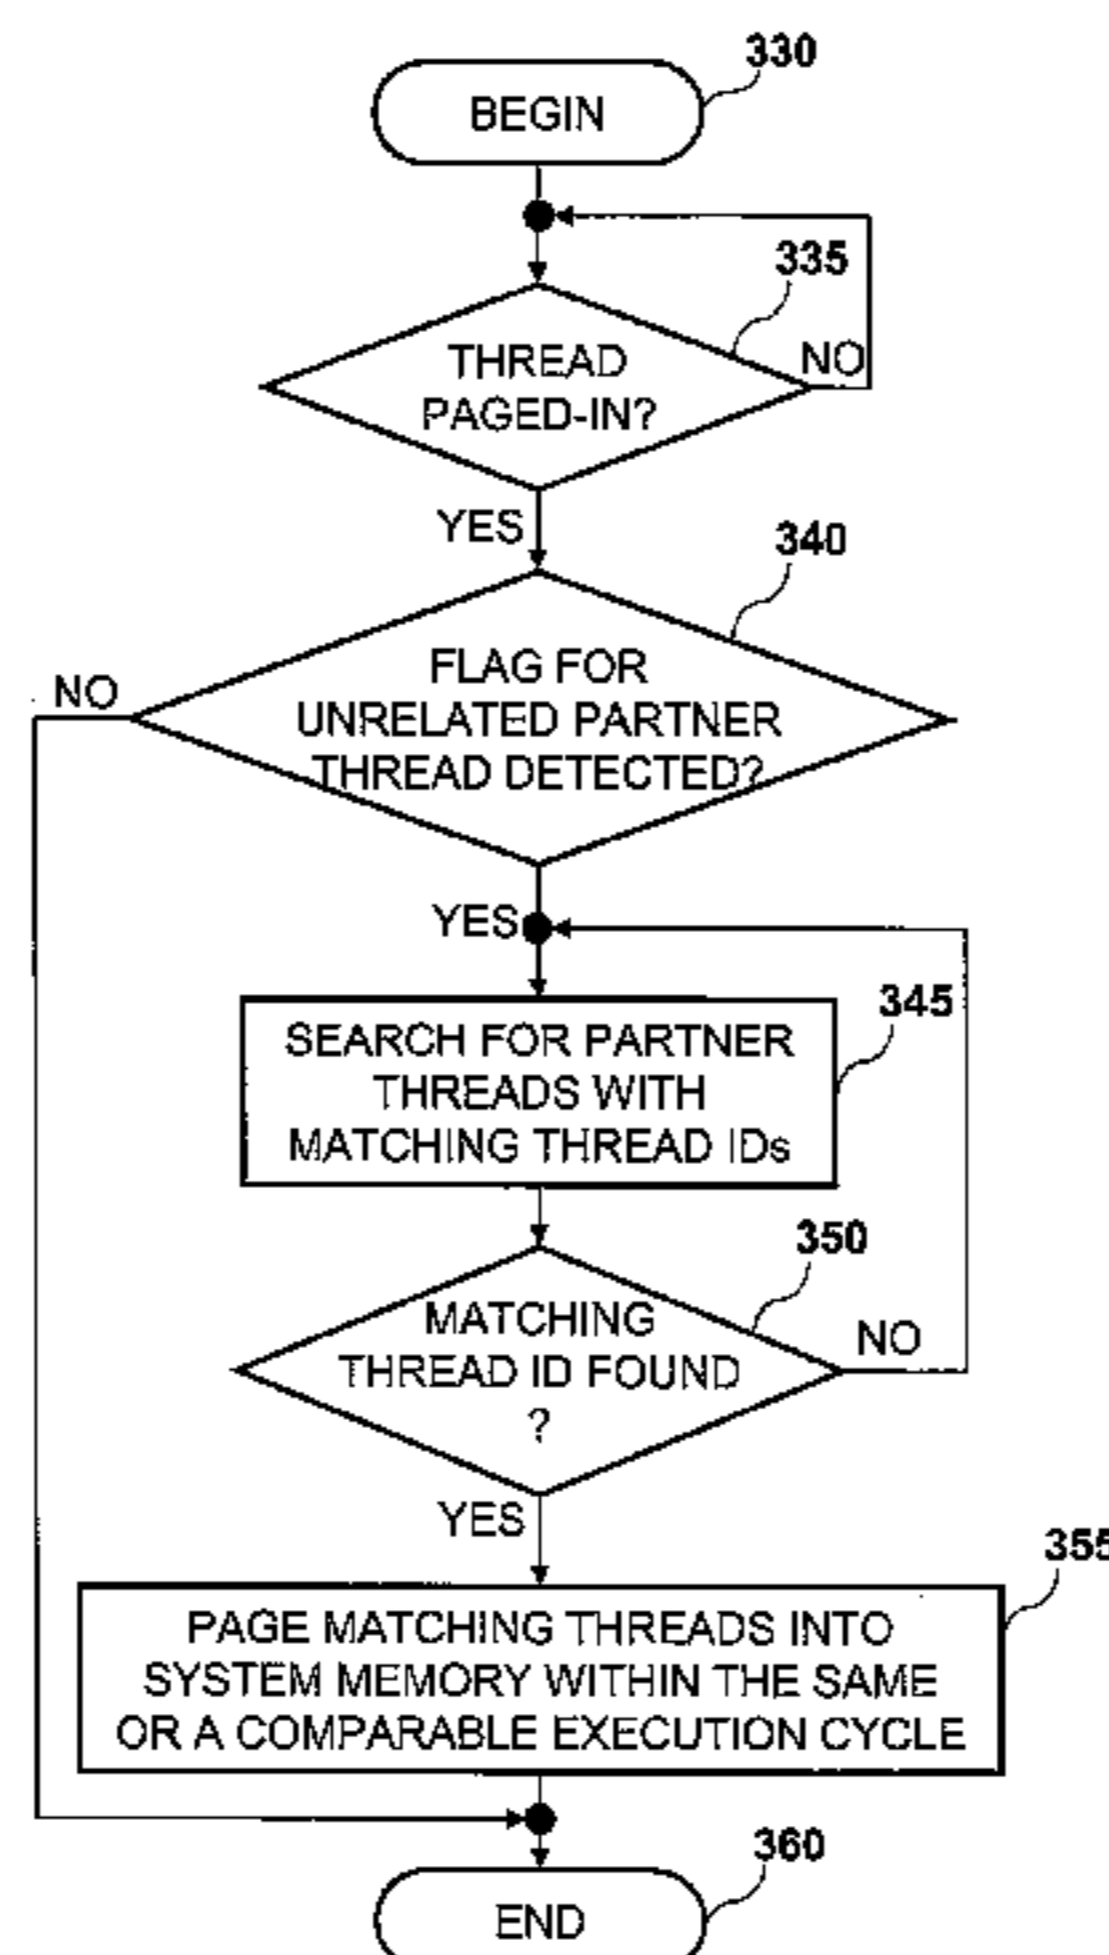 330
BEGIN
335
THREAD
PAGED-IN?
NO
YES
340
FLAG FOR
UNRELATED PARTNER
THREAD DETECTED?
NO
YES
345
SEARCH FOR PARTNER
THREADS WITH
MATCHING THREAD IDs
350
MATCHING
THREAD ID FOUND
?
NO
YES
355
PAGE MATCHING THREADS INTO
SYSTEM MEMORY WITHIN THE SAME
OR A COMPARABLE EXECUTION CYCLE
360
END